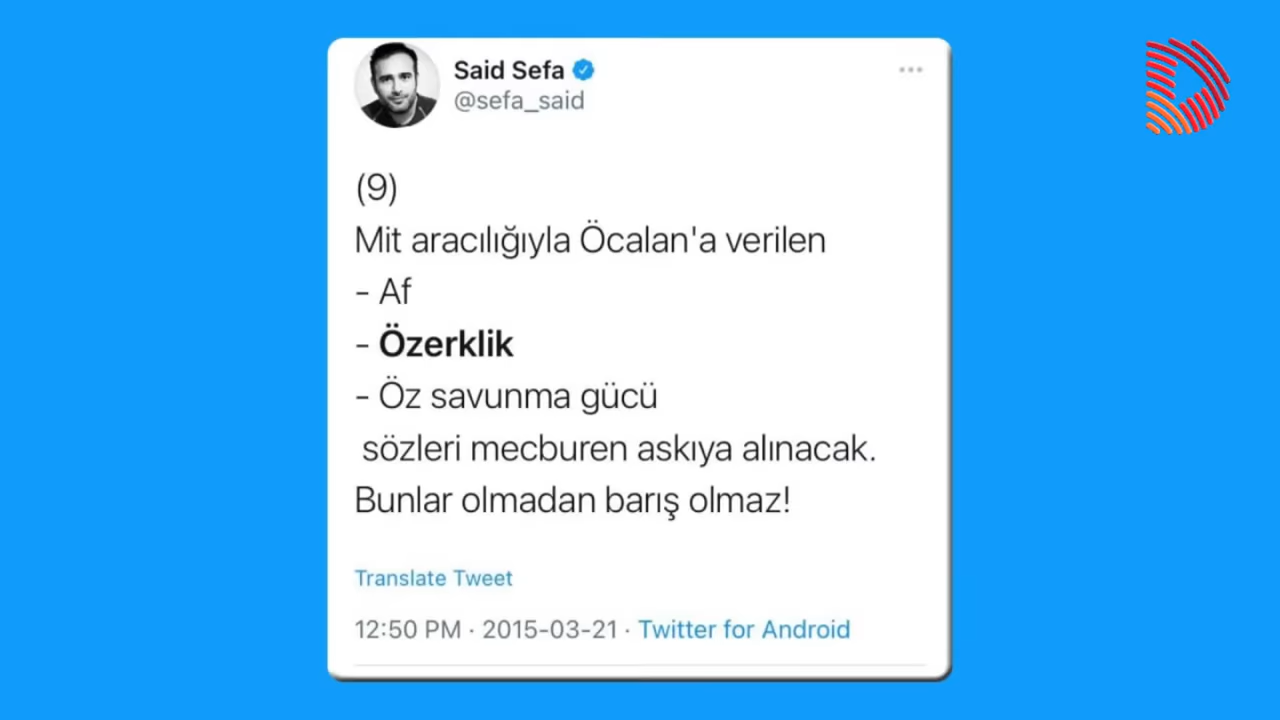 Said Sefa
@sefa_said
(9)
Mit aracılığıyla Öcalan'a verilen
- Af
- Özerklik
- Öz savunma gücü
sözleri mecburen askıya alınacak.
Bunlar olmadan barış olmaz!
Translate Tweet
12:50 PM · 2015-03-21 · Twitter for Android